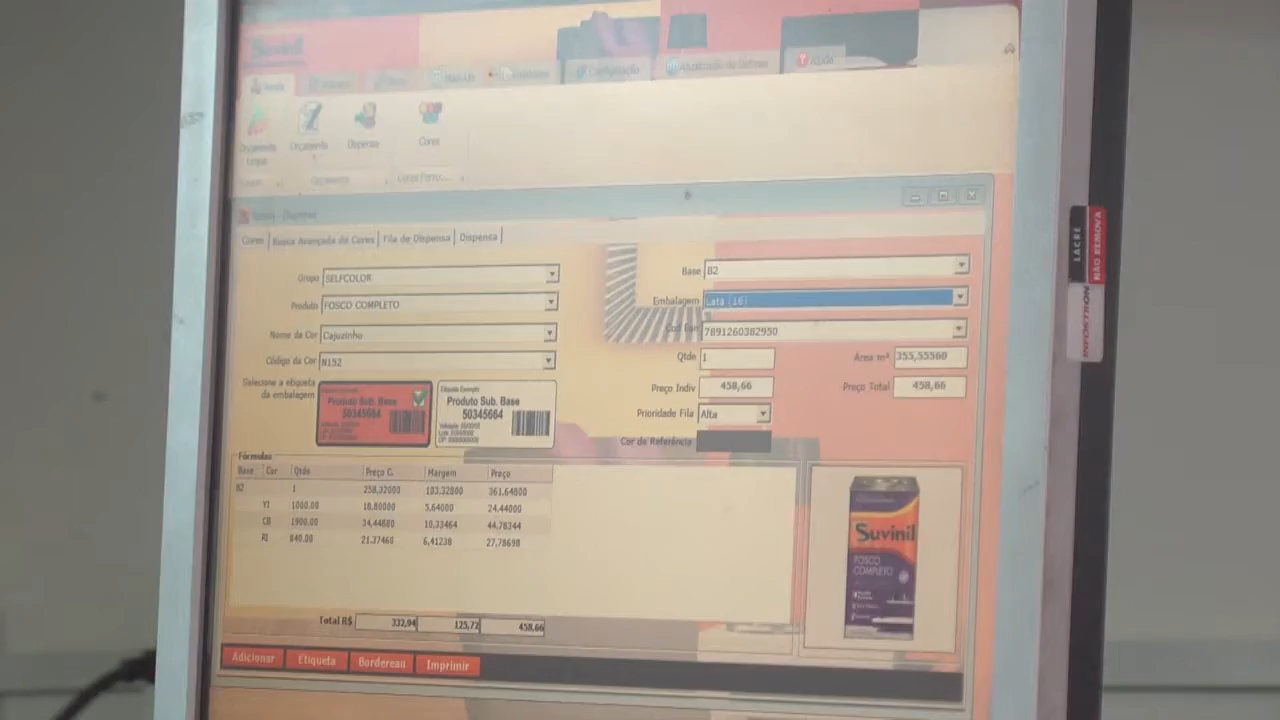 Suvinil
Venda
Configuração
Atualização do Sistema
Ajuda
Orçamento
Orçamento
Dispensa
Cores
Cores
Busca Avançada de Cores
Fila de Dispensa
Dispensa
Grupo SELFCOLOR
Produto FOSCO COMPLETO
Nome da Cor Cajuzinho
Código da Cor N152
Selecione a etiqueta
da embalagem
Produto Sub. Base
50345664
Produto Sub. Base
50345664
Base B2
Embalagem Lata (16)
Cod Ean 7891260382950
Qtde 1 Área m² 355,55560
Preço Indiv 458,66 Preço Total 458,66
Prioridade Fila Alta
Cor de Referência
Fórmulas
Base Cor Qtde Preço C. Margem Preço
B2 1 258,32000 103,32800 361,64800
YI 1000.00 18,80000 5,64000 24,44000
CB 1900.00 34,44880 10,33464 44,78344
RI 840.00 21,37460 6,41238 27,78698
Total R$ 332,94 125,72 458,66
Suvinil
FOSCO
COMPLETO
Adicionar Etiqueta Bordereau Imprimir
LACRE
NÃO REMOVA
INFOSTRON